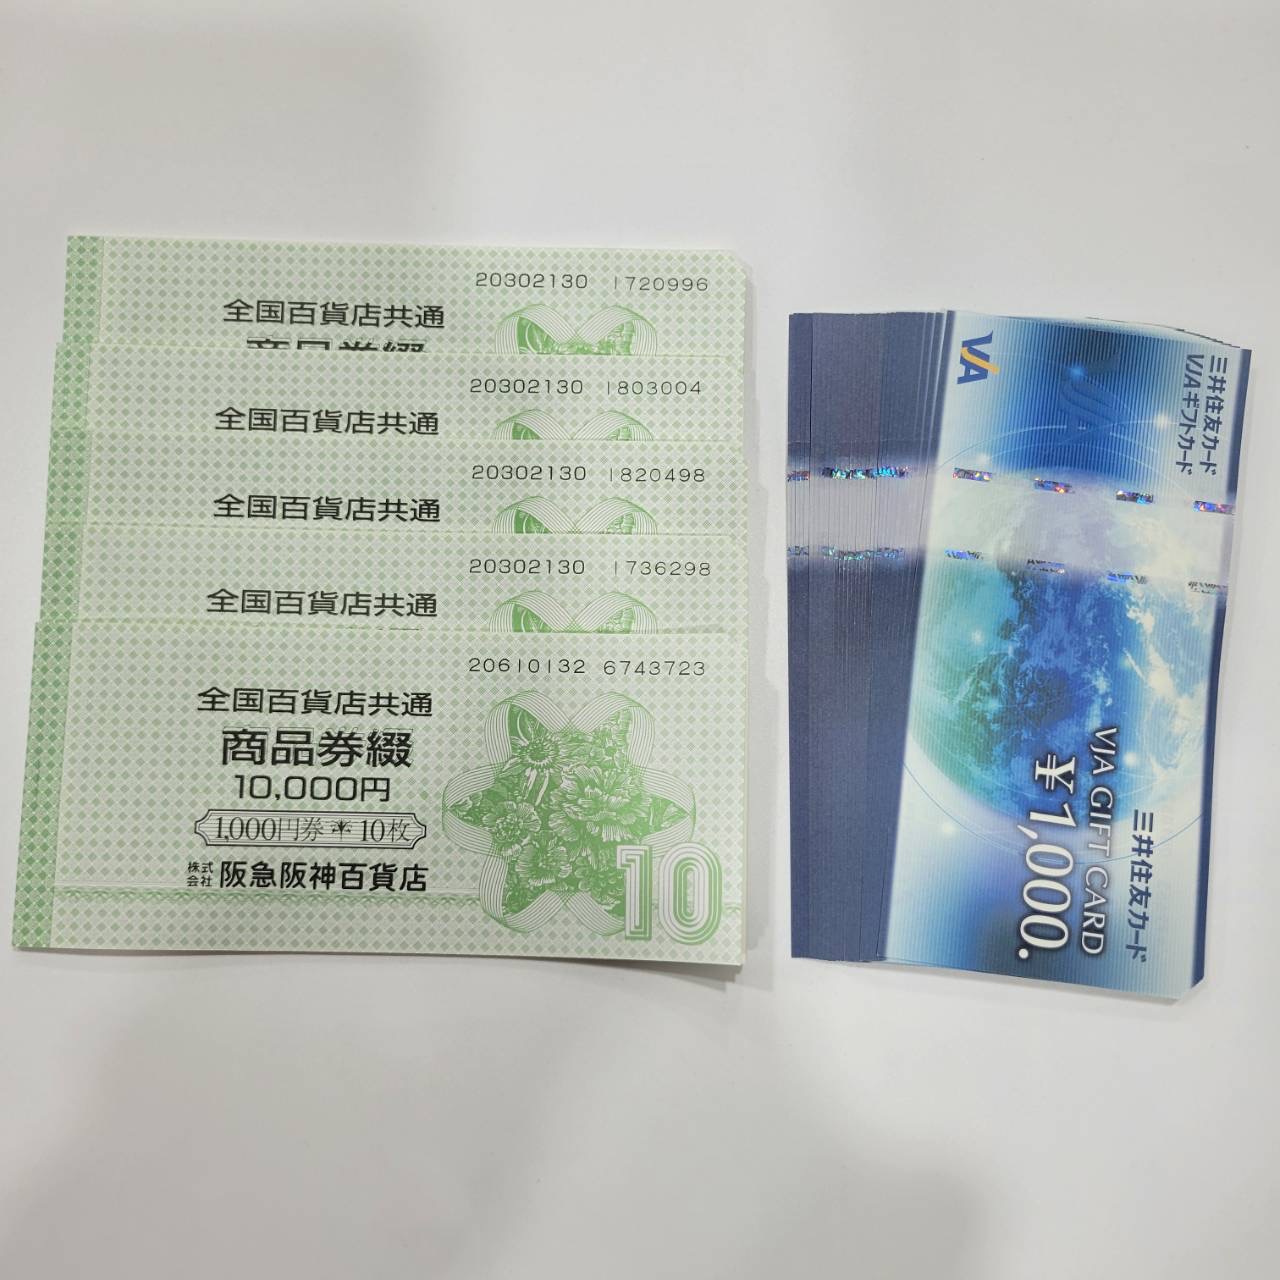 20302130 1720996
全国百貨店共通
商品券綴
20302130 1803004
全国百貨店共通
20302130 1820498
全国百貨店共通
20302130 1736298
全国百貨店共通
20610132 6743723
全国百貨店共通
商品券綴
10,000円
1,000円券 10枚
株式会社 阪急阪神百貨店
10
VJA
三井住友カード
VJAギフトカード
VJA GIFT CARD
¥1,000.
三井住友カード